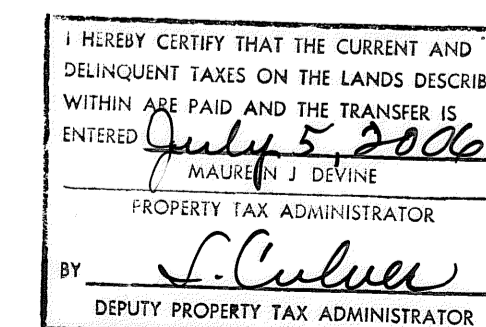 I HEREBY CERTIFY THAT THE CURRENT AND
DELINQUENT TAXES ON THE LANDS DESCRIB
WITHIN ARE PAID AND THE TRANSFER IS
ENTERED July 5, 2006
MAUREEN J DEVINE
PROPERTY TAX ADMINISTRATOR
BY S. Culver
DEPUTY PROPERTY TAX ADMINISTRATOR